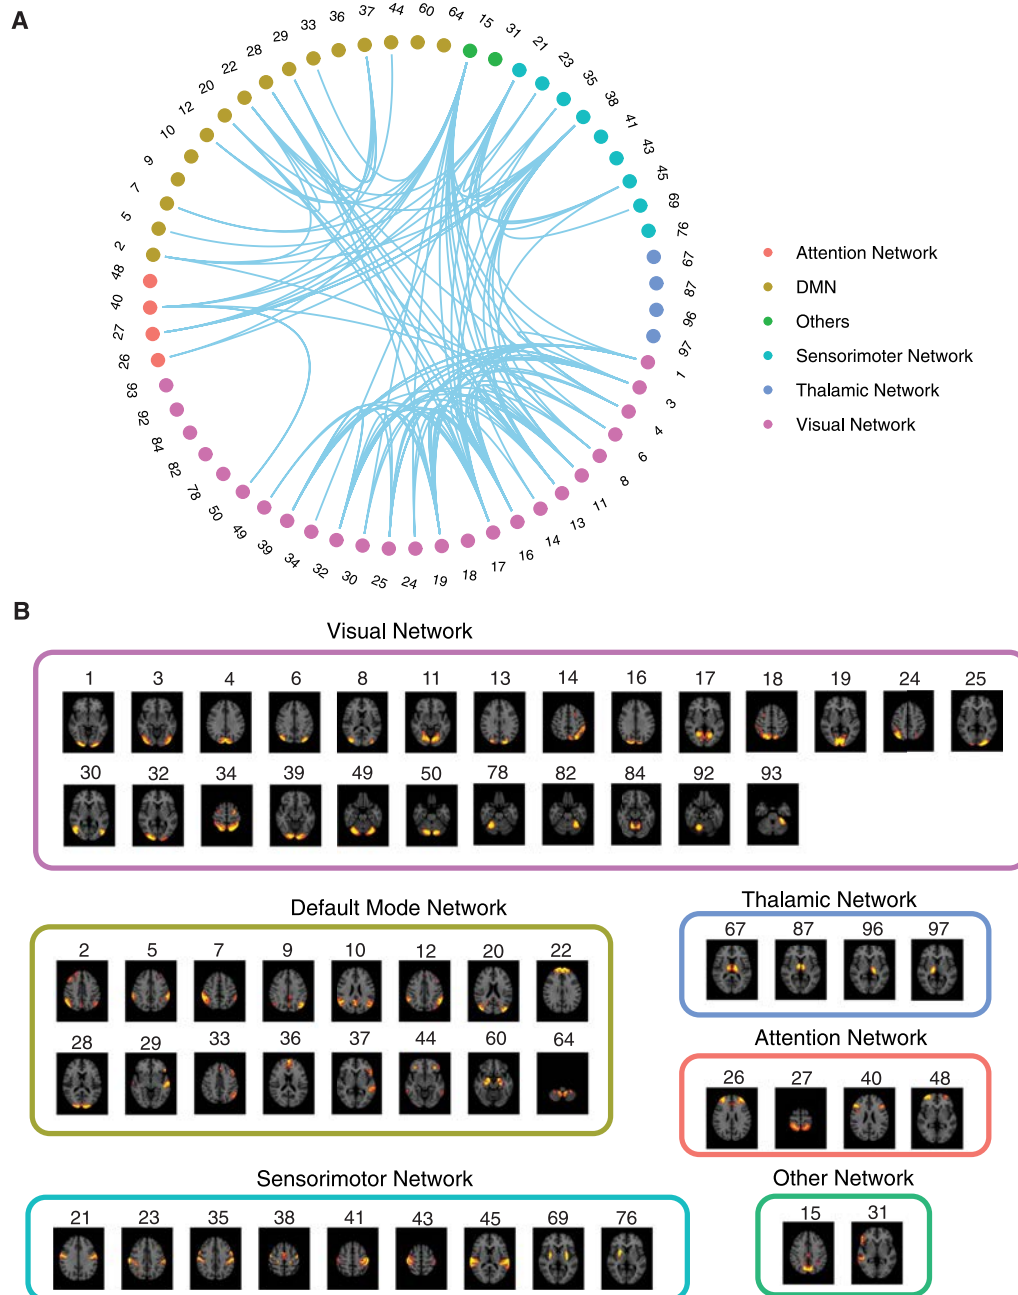 A
37 44 60 64 15 31 21 23 35 38 41 43 45 69 76 67 87 96 97 1 3 4 6 8 11 13 14 16 17 18 19 24 25 30 32 34 39 49 50 78 82 84 92 93 26 27 40 48 2 5 7 9 10 12 20 22 28 29 33 36
Attention Network
DMN
Others
Sensorimoter Network
Thalamic Network
Visual Network
B
Visual Network
1 3 4 6 8 11 13 14 16 17 18 19 24 25
30 32 34 39 49 50 78 82 84 92 93
Default Mode Network
2 5 7 9 10 12 20 22
28 29 33 36 37 44 60 64
Thalamic Network
67 87 96 97
Attention Network
26 27 40 48
Sensorimotor Network
21 23 35 38 41 43 45 69 76
Other Network
15 31